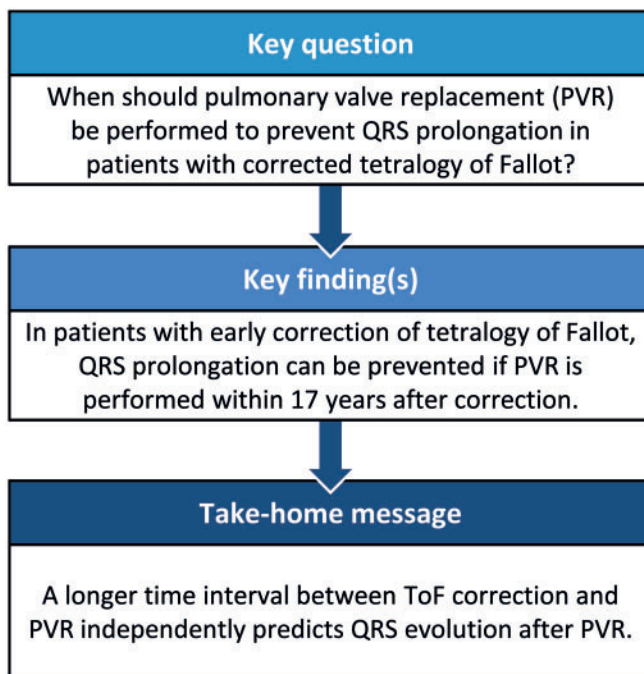 Key question
When should pulmonary valve replacement (PVR)
be performed to prevent QRS prolongation in
patients with corrected tetralogy of Fallot?
Key finding(s)
In patients with early correction of tetralogy of Fallot,
QRS prolongation can be prevented if PVR is
performed within 17 years after correction.
Take-home message
A longer time interval between ToF correction and
PVR independently predicts QRS evolution after PVR.